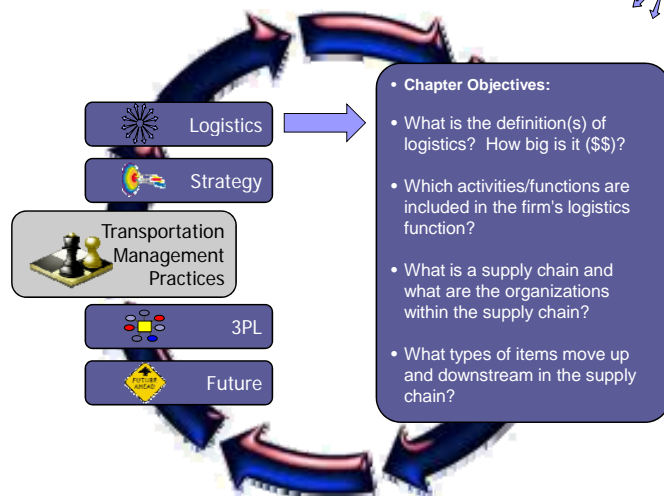 Logistics
Strategy
Transportation
Management
Practices
3PL
FUTURE
AHEAD
Future
• Chapter Objectives:
• What is the definition(s) of
logistics? How big is it ($$)?
• Which activities/functions are
included in the firm's logistics
function?
• What is a supply chain and
what are the organizations
within the supply chain?
• What types of items move up
and downstream in the supply
chain?